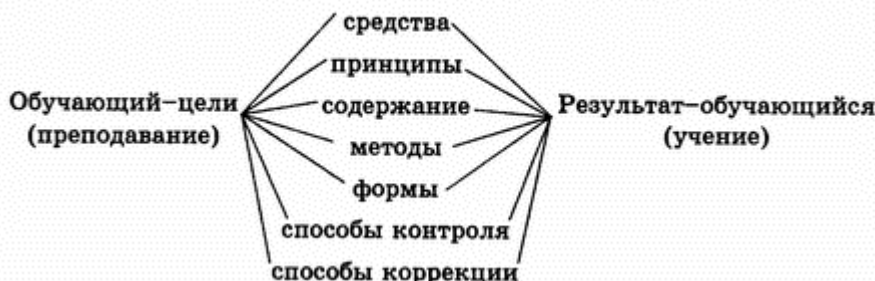 средства
принципы
Обучающий–цели
(преподавание)
содержание
методы
формы
способы контроля
способы коррекции
Результат–обучающийся
(учение)